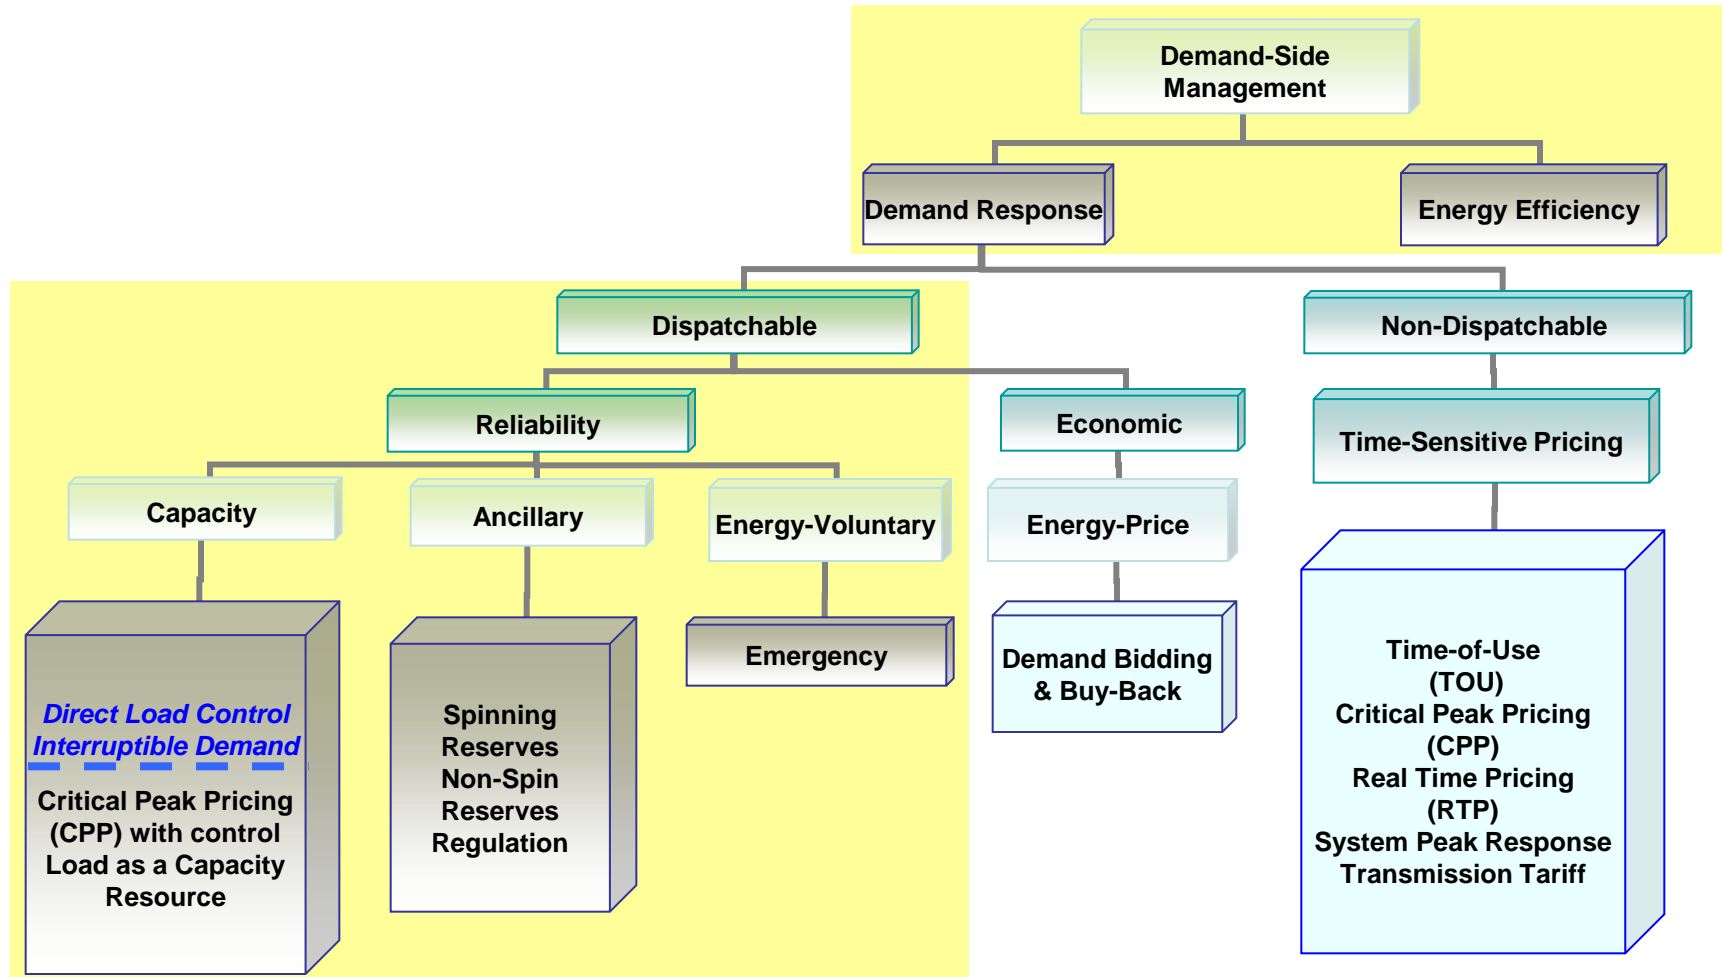 Demand-Side
Management
Demand Response
Energy Efficiency
Dispatchable
Non-Dispatchable
Reliability
Economic
Time-Sensitive Pricing
Capacity
Ancillary
Energy-Voluntary
Energy-Price
Direct Load Control
Interruptible Demand
Critical Peak Pricing
(CPP) with control
Load as a Capacity
Resource
Spinning
Reserves
Non-Spin
Reserves
Regulation
Emergency
Demand Bidding
& Buy-Back
Time-of-Use
(TOU)
Critical Peak Pricing
(CPP)
Real Time Pricing
(RTP)
System Peak Response
Transmission Tariff